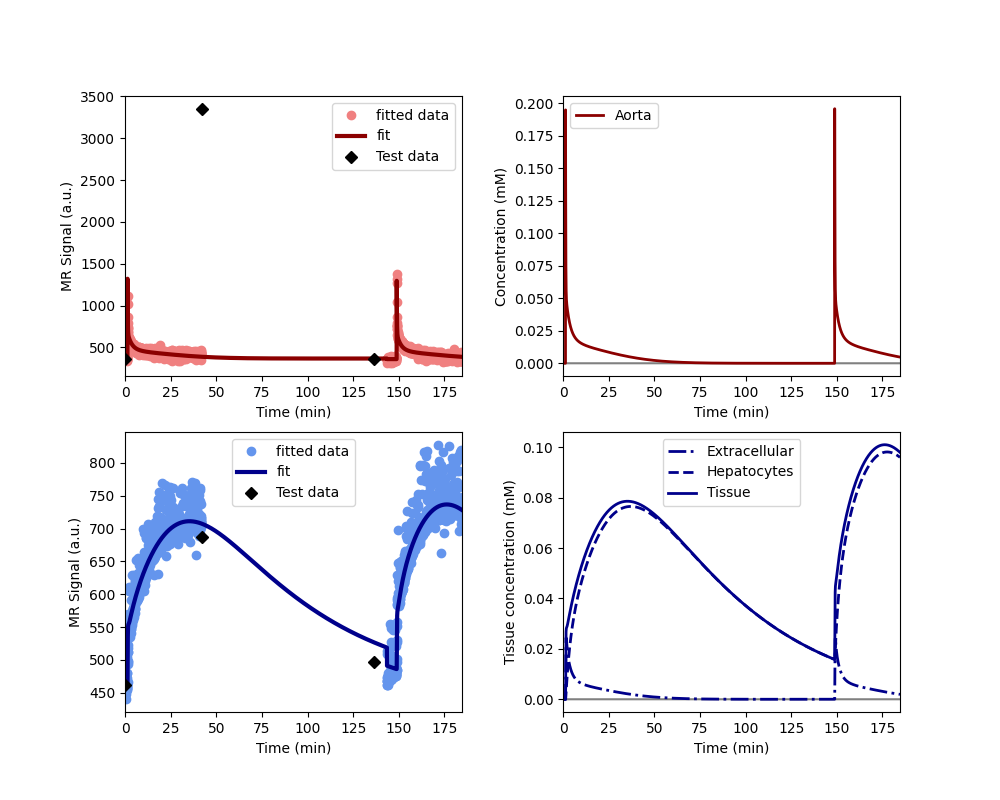 3500
3000
2500
2000
1500
1000
500
MR Signal (a.u.)
fitted data
fit
Test data
0 25 50 75 100 125 150 175
Time (min)
0.200
0.175
0.150
0.125
0.100
0.075
0.050
0.025
0.000
Concentration (mM)
Aorta
0 25 50 75 100 125 150 175
Time (min)
800
750
700
650
600
550
500
450
MR Signal (a.u.)
fitted data
fit
Test data
0 25 50 75 100 125 150 175
Time (min)
0.10
0.08
0.06
0.04
0.02
0.00
Tissue concentration (mM)
Extracellular
Hepatocytes
Tissue
0 25 50 75 100 125 150 175
Time (min)